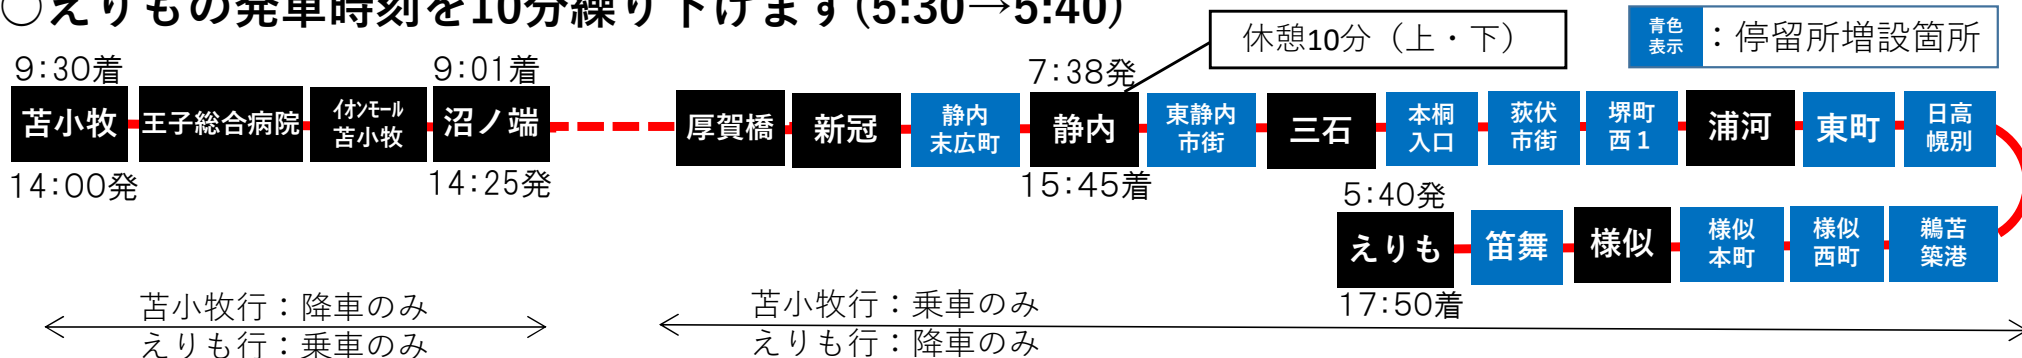 ○えりもの発車時刻を10分繰り下げます(5:30→5:40)
休憩10分（上・下）
青色
表示
：停留所増設箇所
9:30着
9:01着
7:38発
苫小牧
王子総合病院
ｲｵﾝﾓｰﾙ
苫小牧
沼ノ端
厚賀橋
新冠
静内
末広町
静内
東静内
市街
三石
本桐
入口
荻伏
市街
堺町
西１
浦河
東町
日高
幌別
14:00発
14:25発
15:45着
5:40発
えりも
笛舞
様似
様似
本町
様似
西町
鵜苫
築港
17:50着
苫小牧行：降車のみ
えりも行：乗車のみ
苫小牧行：乗車のみ
えりも行：降車のみ